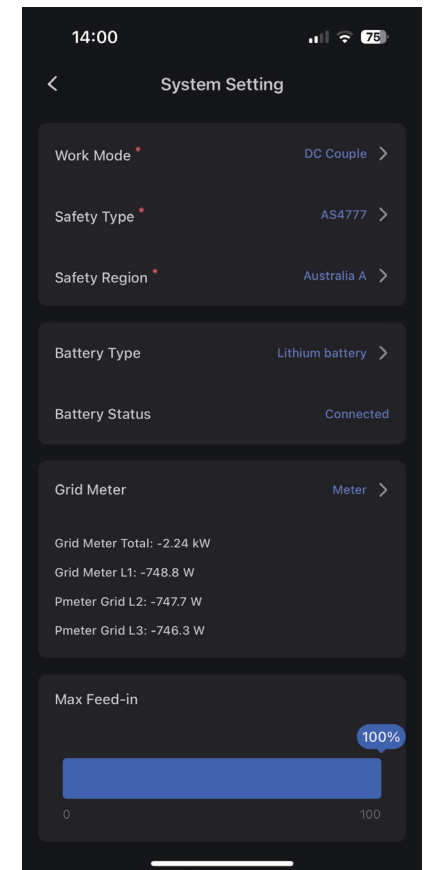 14:00
75
System Setting
Work Mode * DC Couple
Safety Type * AS4777
Safety Region * Australia A
Battery Type Lithium battery
Battery Status Connected
Grid Meter Meter
Grid Meter Total: -2.24 kW
Grid Meter L1: -748.8 W
Pmeter Grid L2: -747.7 W
Pmeter Grid L3: -746.3 W
Max Feed-in
100%
0 100